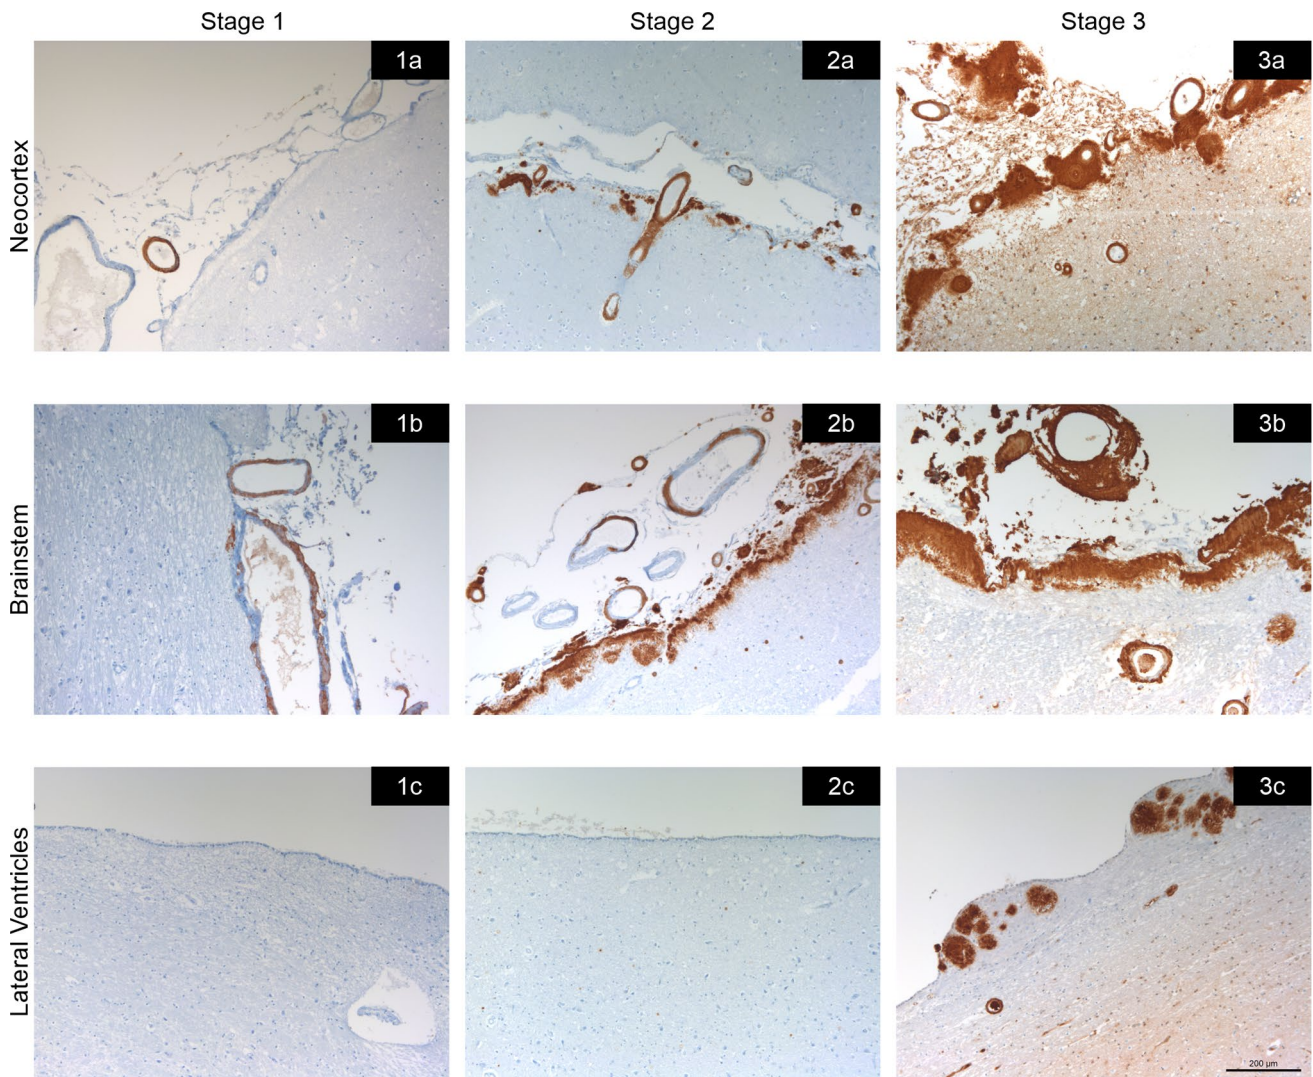 Stage 1
Stage 2
Stage 3
Neocortex
1a
2a
3a
Brainstem
1b
2b
3b
Lateral Ventricles
1c
2c
3c
200 µm